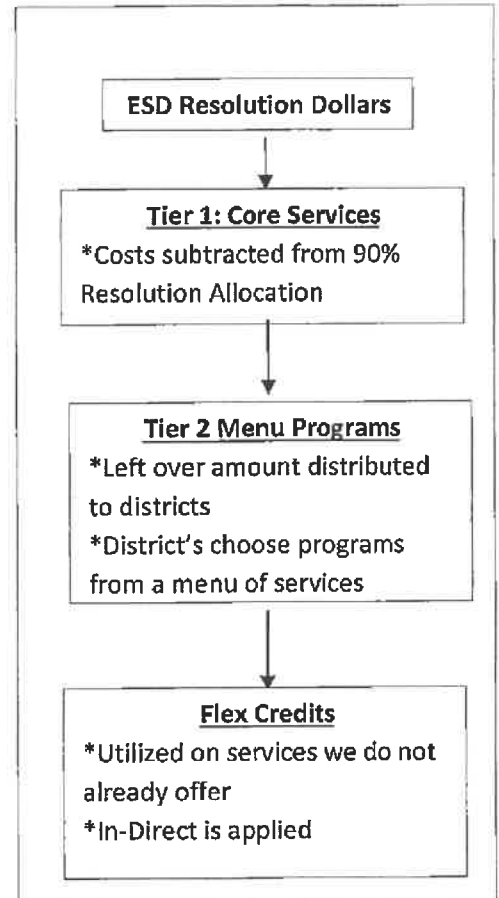 ESD Resolution Dollars
Tier 1: Core Services
*Costs subtracted from 90%
Resolution Allocation
Tier 2 Menu Programs
*Left over amount distributed
to districts
*District's choose programs
from a menu of services
Flex Credits
*Utilized on services we do not
already offer
*In-Direct is applied